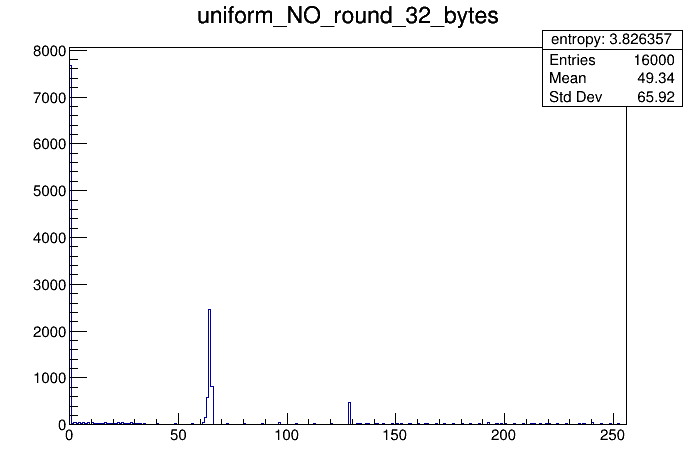 uniform_NO_round_32_bytes
entropy: 3.826357
Entries 16000
Mean 49.34
Std Dev 65.92
8000
7000
6000
5000
4000
3000
2000
1000
0
0 50 100 150 200 250